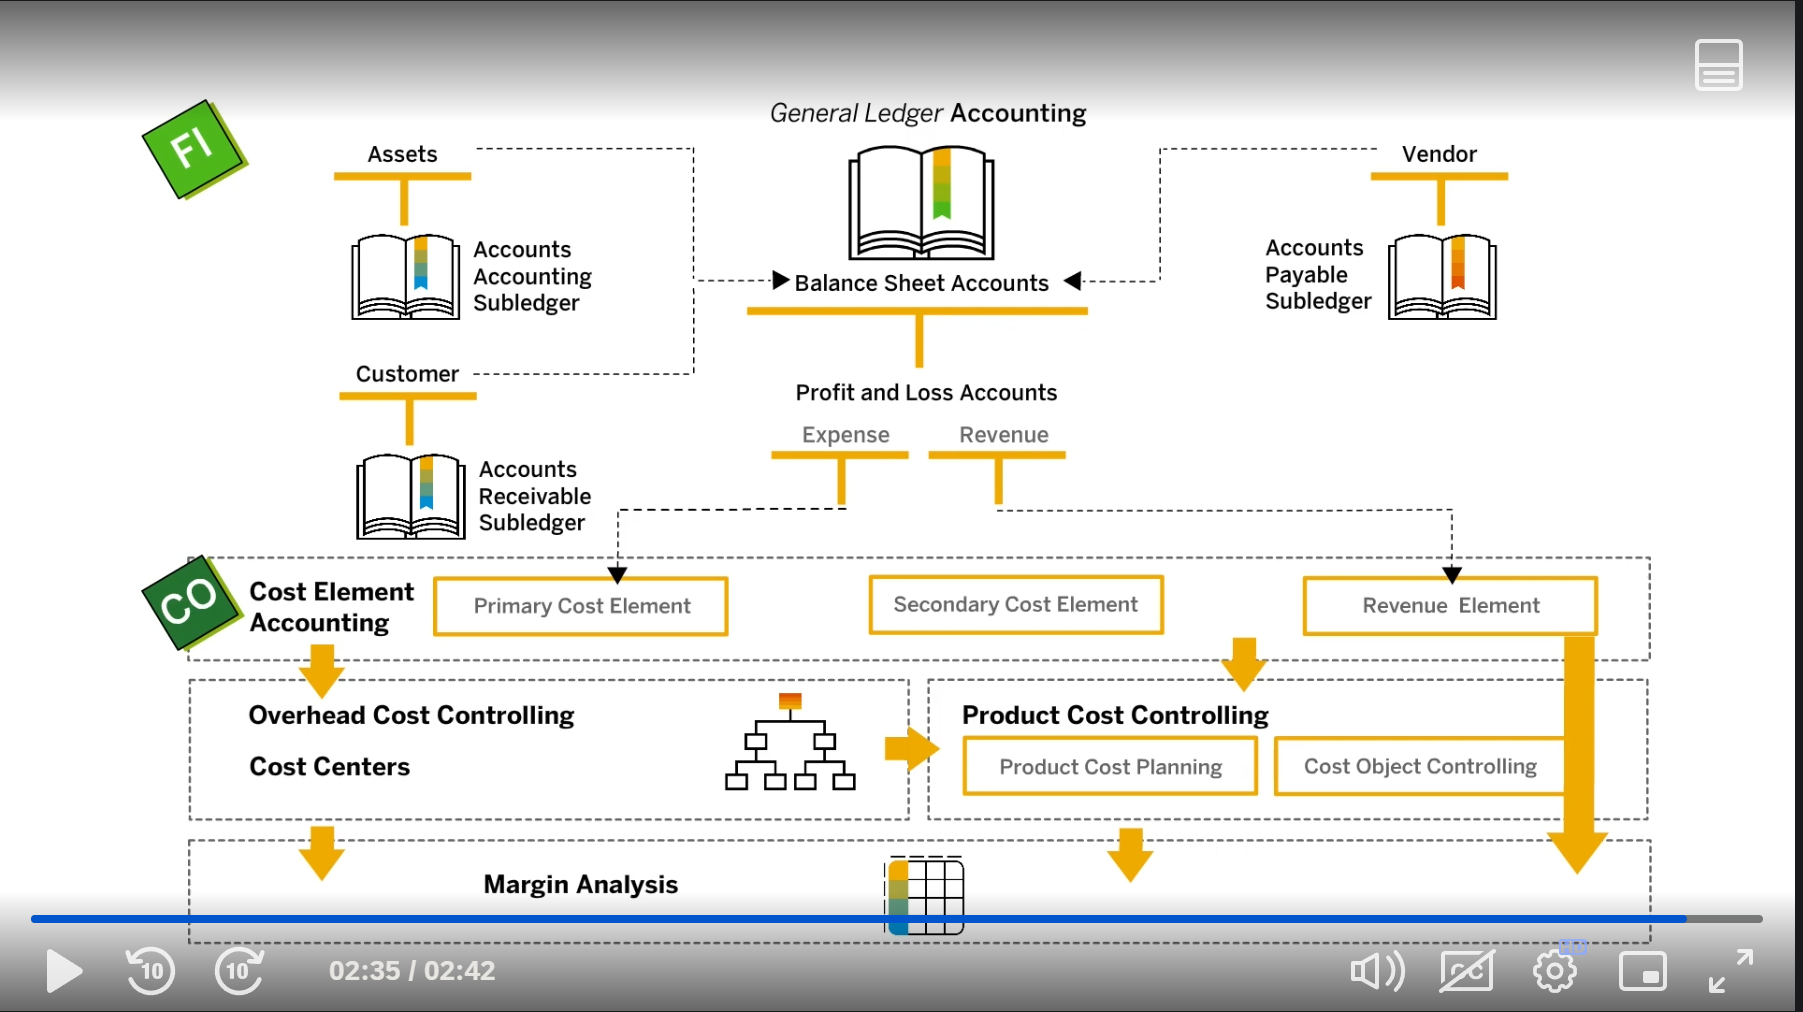 General Ledger Accounting
FI
Assets
Vendor
Accounts
Accounting
Subledger
Balance Sheet Accounts
Accounts
Payable
Subledger
Customer
Profit and Loss Accounts
Expense
Revenue
Accounts
Receivable
Subledger
CO
Cost Element
Accounting
Primary Cost Element
Secondary Cost Element
Revenue Element
Overhead Cost Controlling
Cost Centers
Product Cost Controlling
Product Cost Planning
Cost Object Controlling
Margin Analysis
10
10
02:35 / 02:42
CC